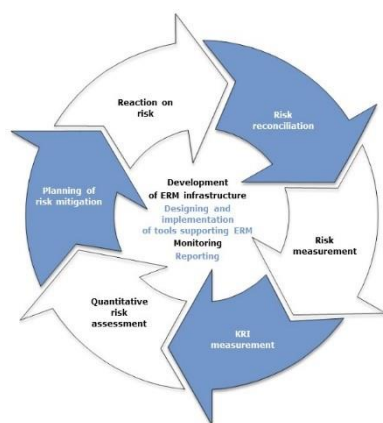 Reaction on
risk
Risk
reconciliation
Risk
measurement
KRI
measurement
Quantitative
risk
assessment
Planning of
risk mitigation
Development
of ERM infrastructure
Designing and
implementation
of tools supporting ERM
Monitoring
Reporting